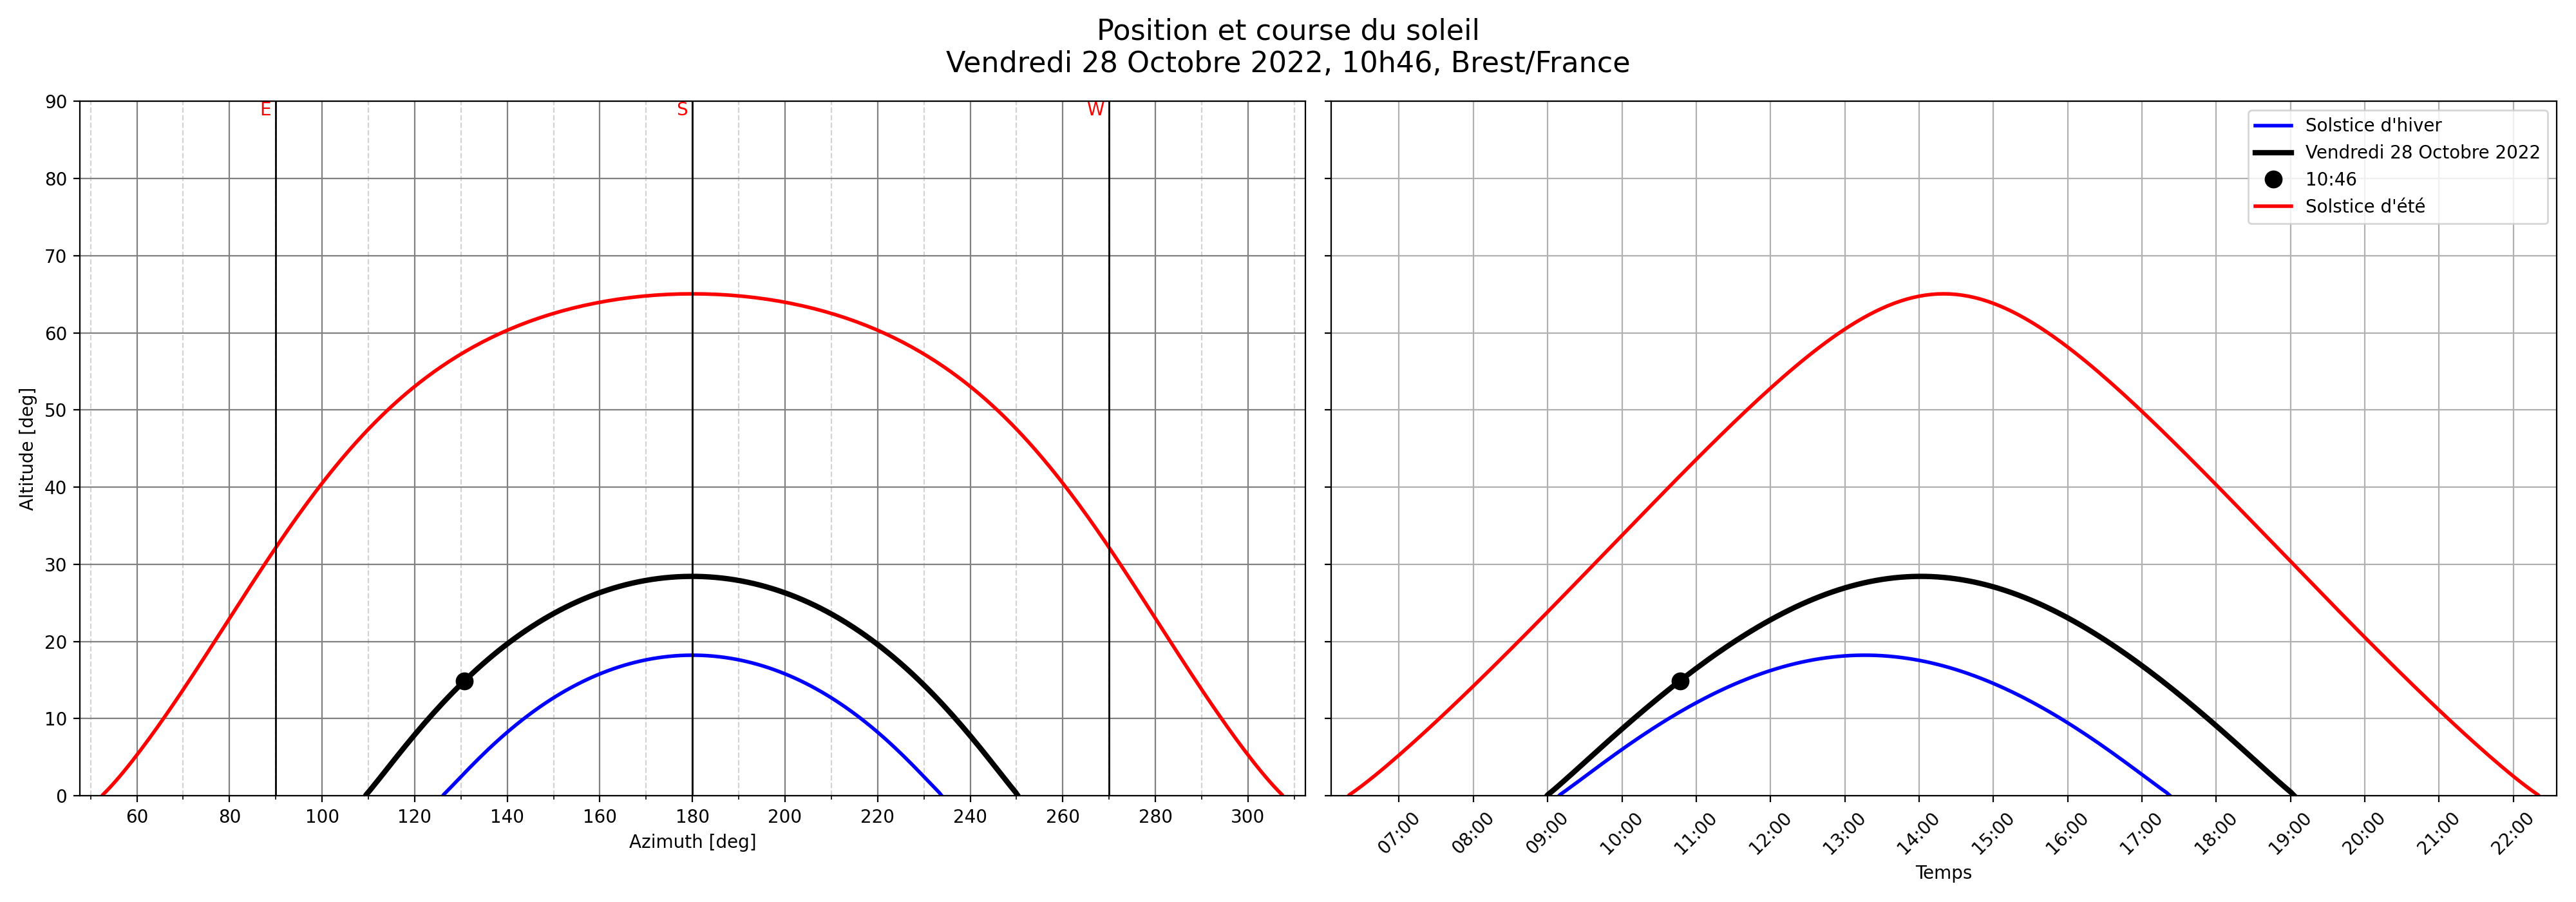 Position et course du soleil
Vendredi 28 Octobre 2022, 10h46, Brest/France
E
S
W
90
80
70
60
50
40
30
20
10
0
Altitude [deg]
60 80 100 120 140 160 180 200 220 240 260 280 300
Azimuth [deg]
Solstice d'hiver
Vendredi 28 Octobre 2022
10:46
Solstice d'été
07:00 08:00 09:00 10:00 11:00 12:00 13:00 14:00 15:00 16:00 17:00 18:00 19:00 20:00 21:00 22:00
Temps